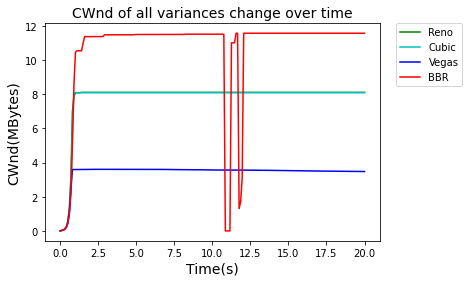 CWnd of all variances change over time
CWnd(MBytes)
12
10
8
6
4
2
0
0.0 2.5 5.0 7.5 10.0 12.5 15.0 17.5 20.0
Time(s)
Reno
Cubic
Vegas
BBR